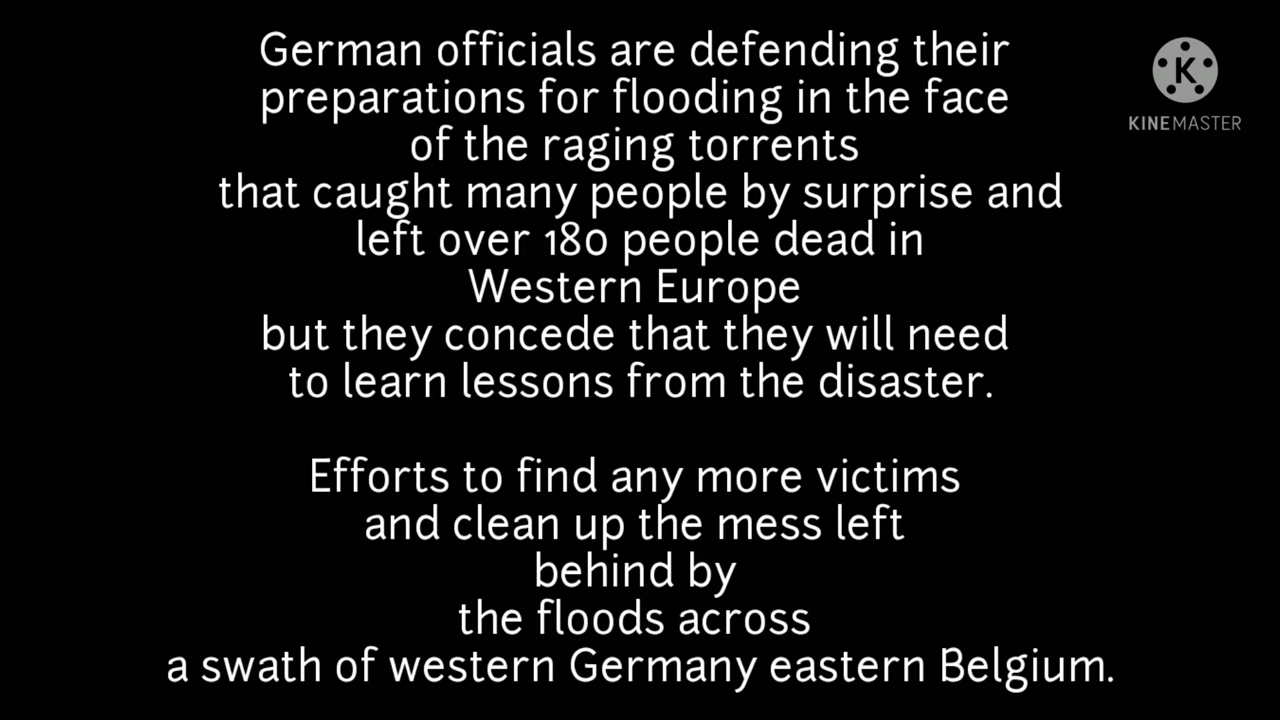 German officials are defending their
preparations for flooding in the face
of the raging torrents
that caught many people by surprise and
left over 180 people dead in
Western Europe
but they concede that they will need
to learn lessons from the disaster.
Efforts to find any more victims
and clean up the mess left
behind by
the floods across
a swath of western Germany eastern Belgium.
K
KINEMASTER